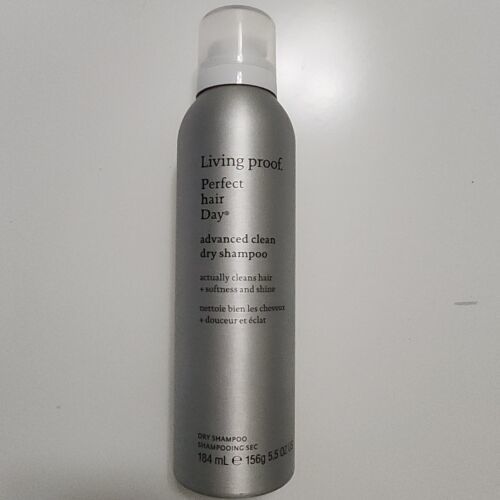 Living proof.
Perfect
hair
Day®
advanced clean
dry shampoo
actually cleans hair
+ softness and shine
nettoie bien les cheveux
+ douceur et éclat
DRY SHAMPOO
SHAMPOOING SEC
184 mL ℮ 156g 5.5 OZ US